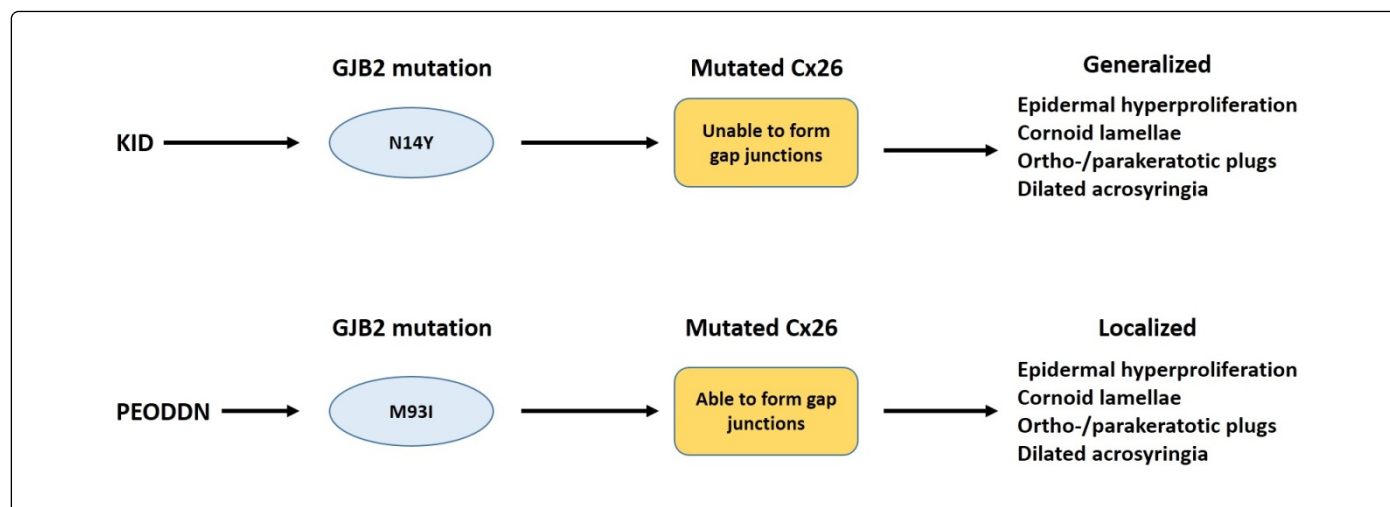 GJB2 mutation
Mutated Cx26
Generalized
KID
N14Y
Unable to form
gap junctions
Epidermal hyperproliferation
Cornoid lamellae
Ortho-/parakeratotic plugs
Dilated acrosyringia
GJB2 mutation
Mutated Cx26
Localized
PEODDN
M93I
Able to form gap
junctions
Epidermal hyperproliferation
Cornoid lamellae
Ortho-/parakeratotic plugs
Dilated acrosyringia